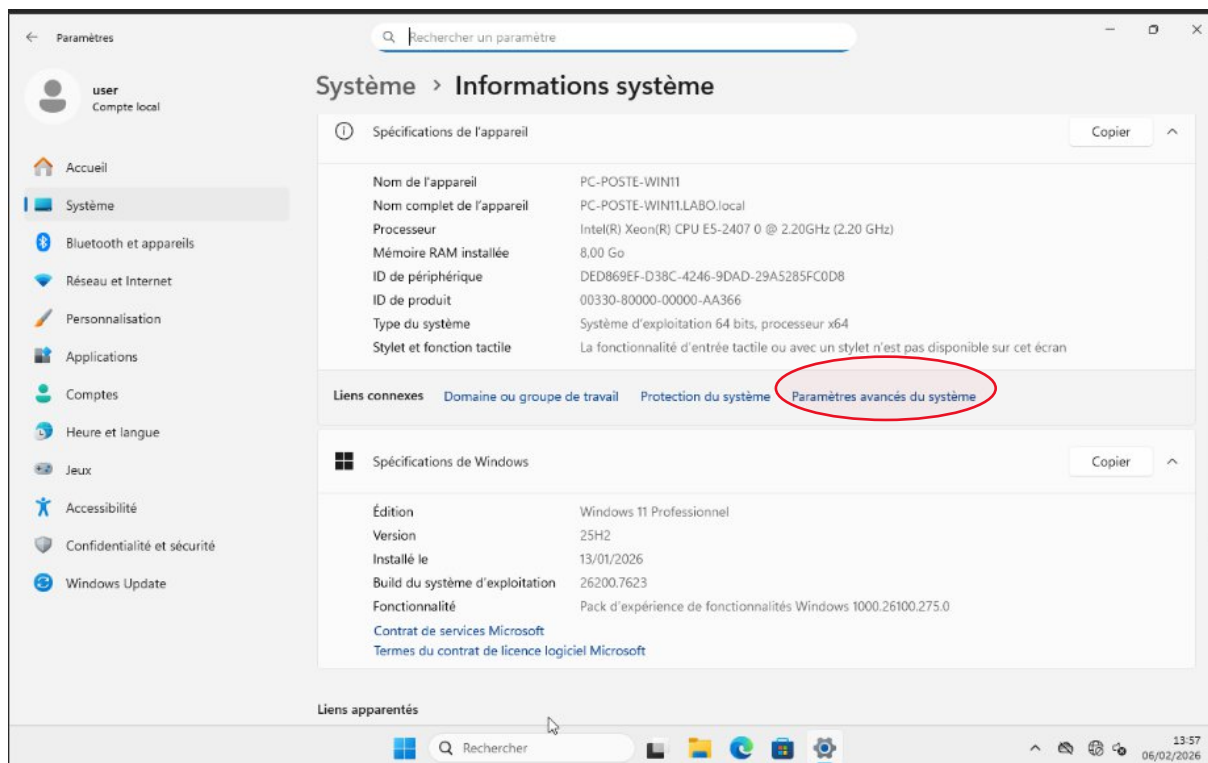 Paramètres
Rechercher un paramètre
user
Compte local
Accueil
Système
Bluetooth et appareils
Réseau et Internet
Personnalisation
Applications
Comptes
Heure et langue
Jeux
Accessibilité
Confidentialité et sécurité
Windows Update
Système > Informations système
Spécifications de l'appareil Copier
Nom de l'appareil PC-POSTE-WIN11
Nom complet de l'appareil PC-POSTE-WIN11.LABO.local
Processeur Intel(R) Xeon(R) CPU E5-2407 0 @ 2.20GHz (2.20 GHz)
Mémoire RAM installée 8,00 Go
ID de périphérique DED869EF-D38C-4246-9DAD-29A5285FC0D8
ID de produit 00330-80000-00000-AA366
Type du système Système d'exploitation 64 bits, processeur x64
Stylet et fonction tactile La fonctionnalité d'entrée tactile ou avec un stylet n'est pas disponible sur cet écran
Liens connexes Domaine ou groupe de travail Protection du système Paramètres avancés du système
Spécifications de Windows Copier
Édition Windows 11 Professionnel
Version 25H2
Installé le 13/01/2026
Build du système d'exploitation 26200.7623
Fonctionnalité Pack d'expérience de fonctionnalités Windows 1000.26100.275.0
Contrat de services Microsoft
Termes du contrat de licence logiciel Microsoft
Liens apparentés
Rechercher
13:57
06/02/2026